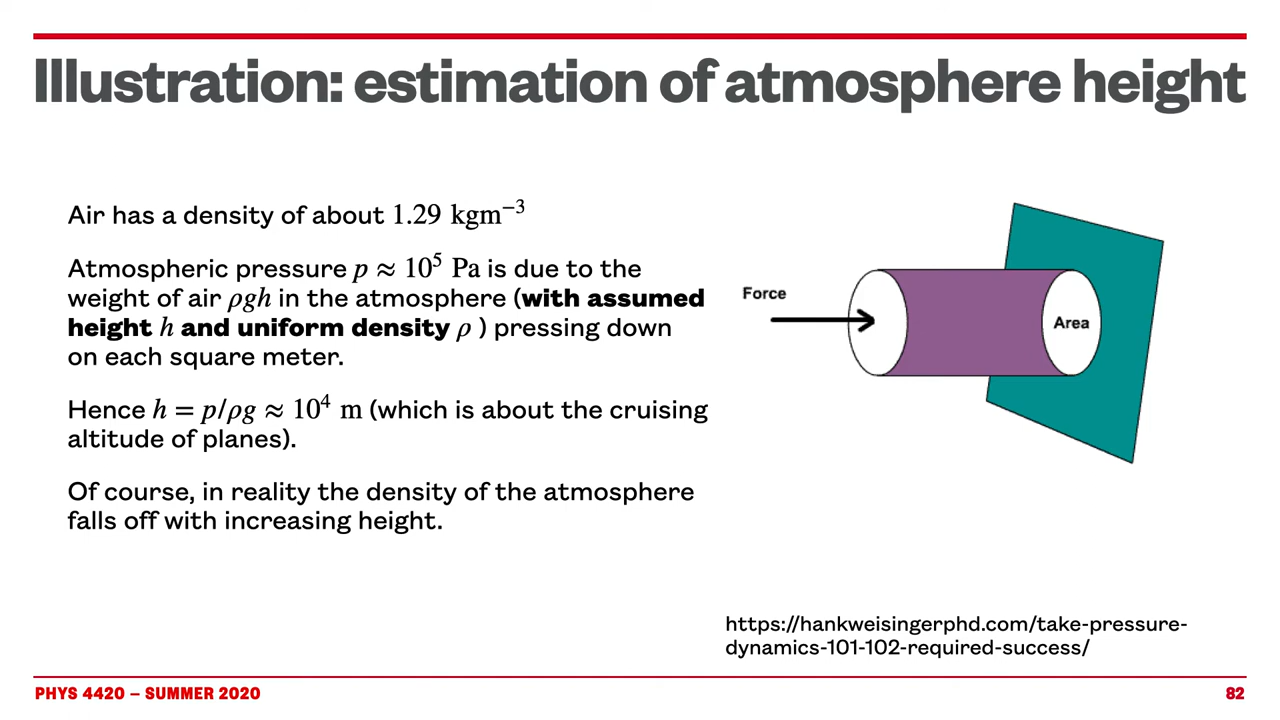 Illustration: estimation of atmosphere height
Air has a density of about 1.29 kgm⁻³
Atmospheric pressure p ≈ 10⁵ Pa is due to the
weight of air ρgh in the atmosphere (with assumed
height h and uniform density ρ ) pressing down
on each square meter.
Hence h = p/ρg ≈ 10⁴ m (which is about the cruising
altitude of planes).
Of course, in reality the density of the atmosphere
falls off with increasing height.
Force
Area
https://hankweisingerphd.com/take-pressure-
dynamics-101-102-required-success/
PHYS 4420 – SUMMER 2020
82